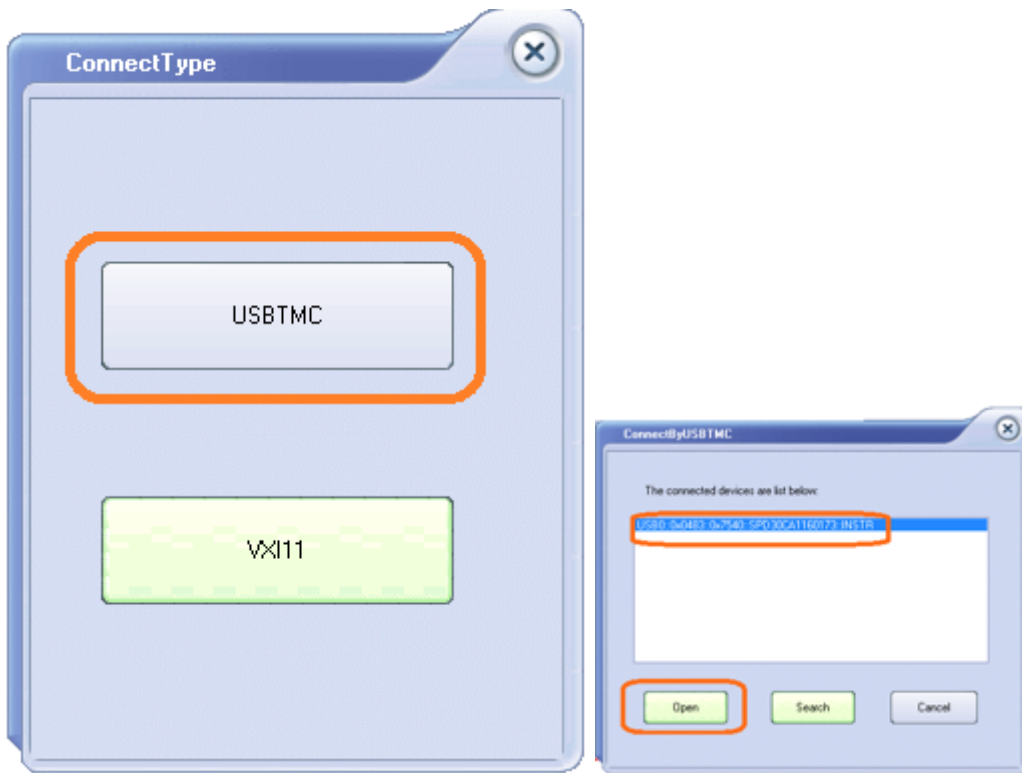 ConnectType
USBTMC
VXI11
ConnectByUSBTMC
The connected devices are list below:
USB0::0x0483::0x7540::SPD30CA1160173::INSTR
Open
Search
Cancel